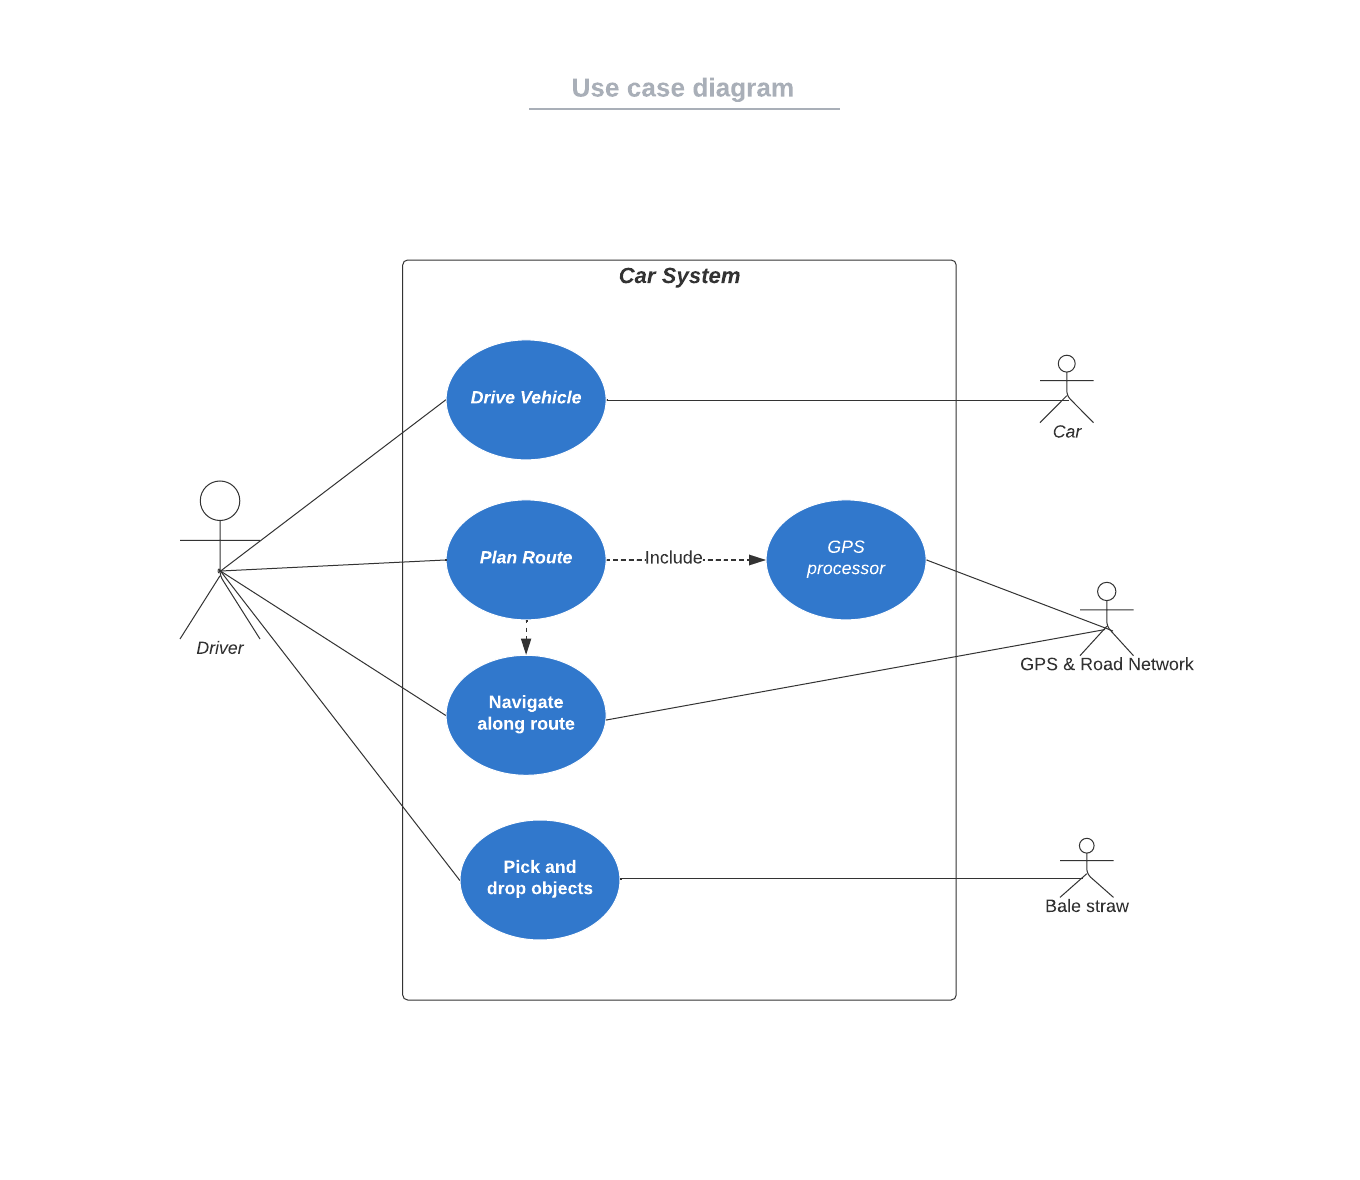 Use case diagram
Car System
Drive Vehicle
Car
Plan Route
Include
GPS
processor
Driver
GPS & Road Network
Navigate
along route
Pick and
drop objects
Bale straw